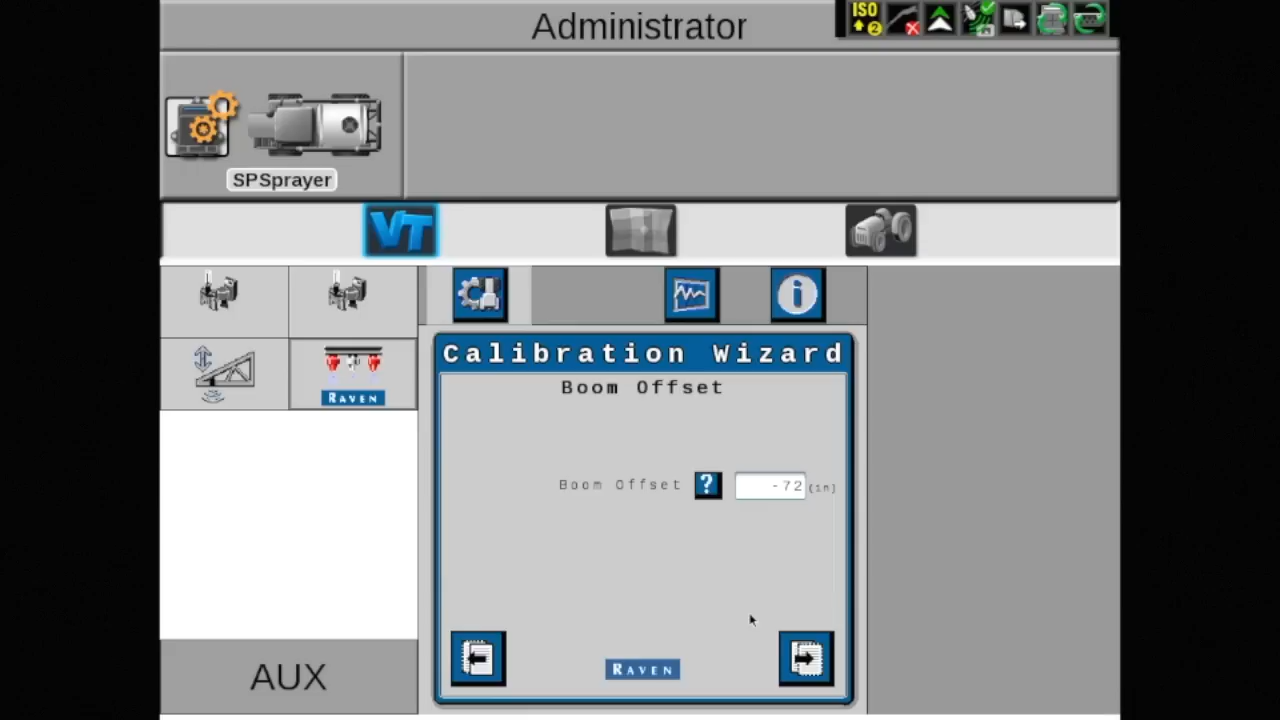 Administrator
ISO
2
SPSprayer
VT
RAVEN
Calibration Wizard
Boom Offset
Boom Offset ? -72 (in)
RAVEN
AUX